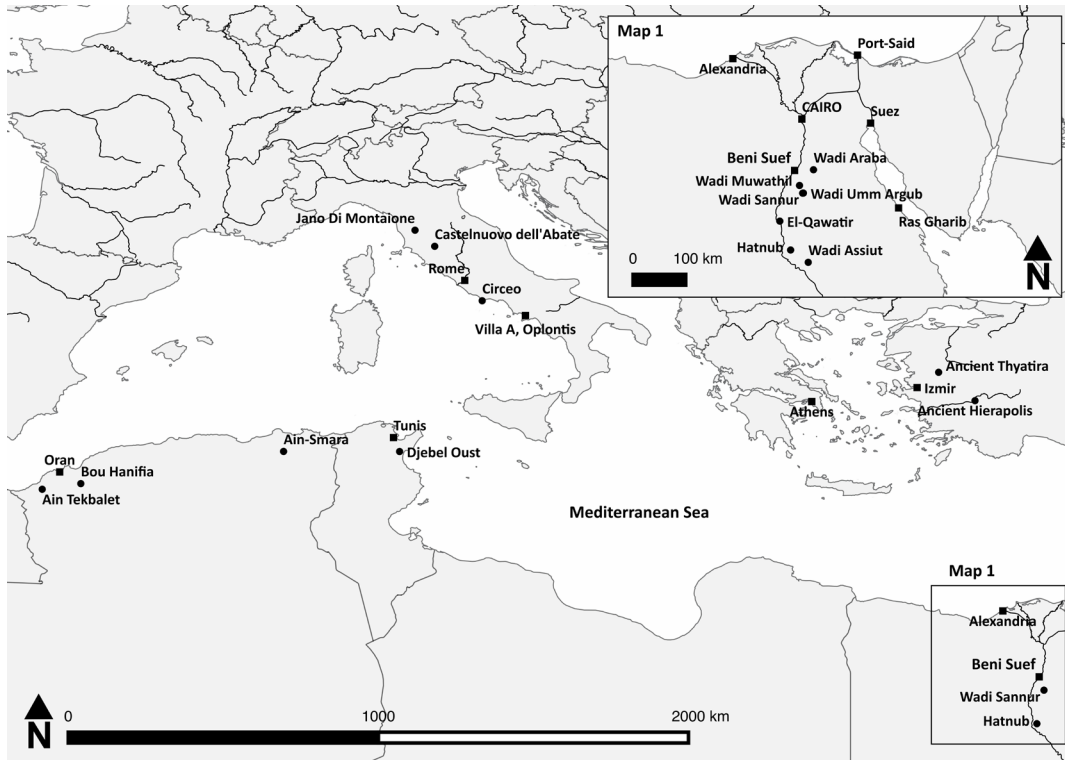 Map 1
Port-Said
Alexandria
CAIRO
Suez
Beni Suef
Wadi Araba
Wadi Muwathil
Wadi Umm Argub
Wadi Sannur
Ras Gharib
El-Qawatir
Hatnub
Wadi Assiut
0
100 km
N
Jano Di Montaione
Castelnuovo dell'Abate
Rome
Circeo
Villa A, Oplontis
Ancient Thyatira
Izmir
Ancient Hierapolis
Athens
Tunis
Ain-Smara
Djebel Oust
Oran
Bou Hanifia
Ain Tekbalet
Mediterranean Sea
Map 1
Alexandria
Beni Suef
Wadi Sannur
Hatnub
N
0
1000
2000 km